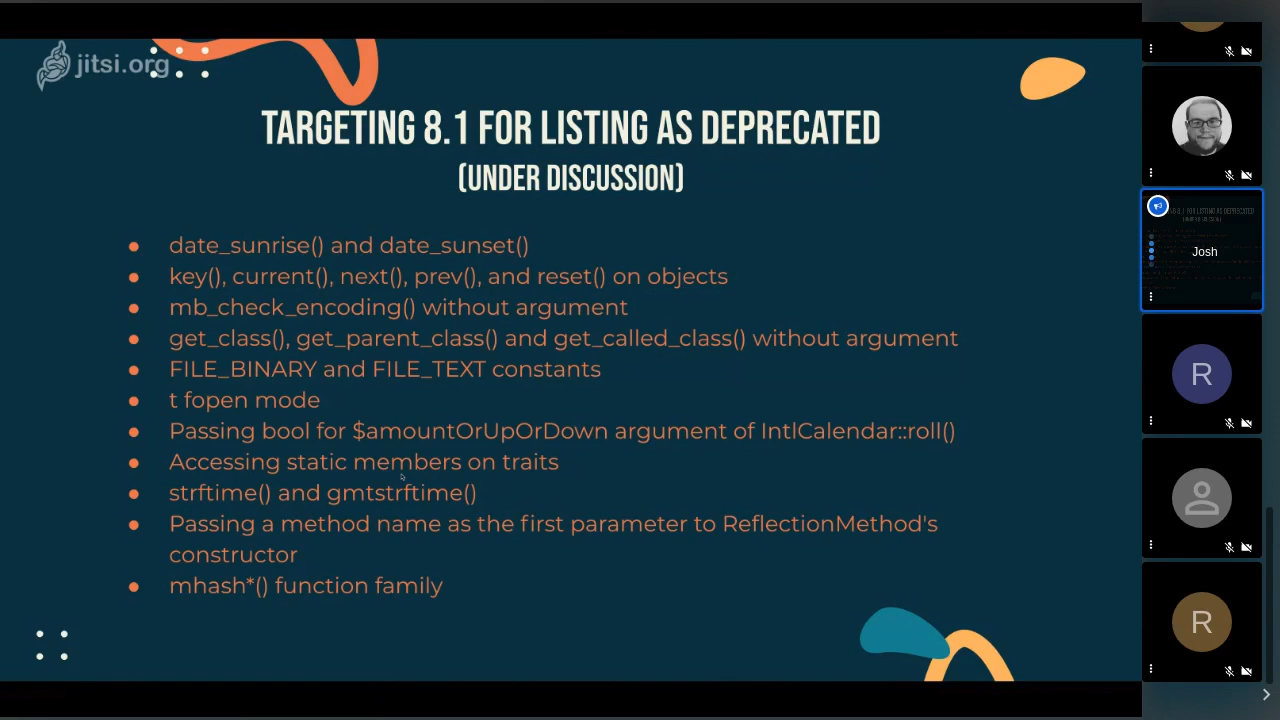 jitsi.org
TARGETING 8.1 FOR LISTING AS DEPRECATED
(UNDER DISCUSSION)
● date_sunrise() and date_sunset()
● key(), current(), next(), prev(), and reset() on objects
● mb_check_encoding() without argument
● get_class(), get_parent_class() and get_called_class() without argument
● FILE_BINARY and FILE_TEXT constants
● t fopen mode
● Passing bool for $amountOrUpOrDown argument of IntlCalendar::roll()
● Accessing static members on traits
● strftime() and gmtstrftime()
● Passing a method name as the first parameter to ReflectionMethod's
constructor
● mhash*() function family
Josh
R
R